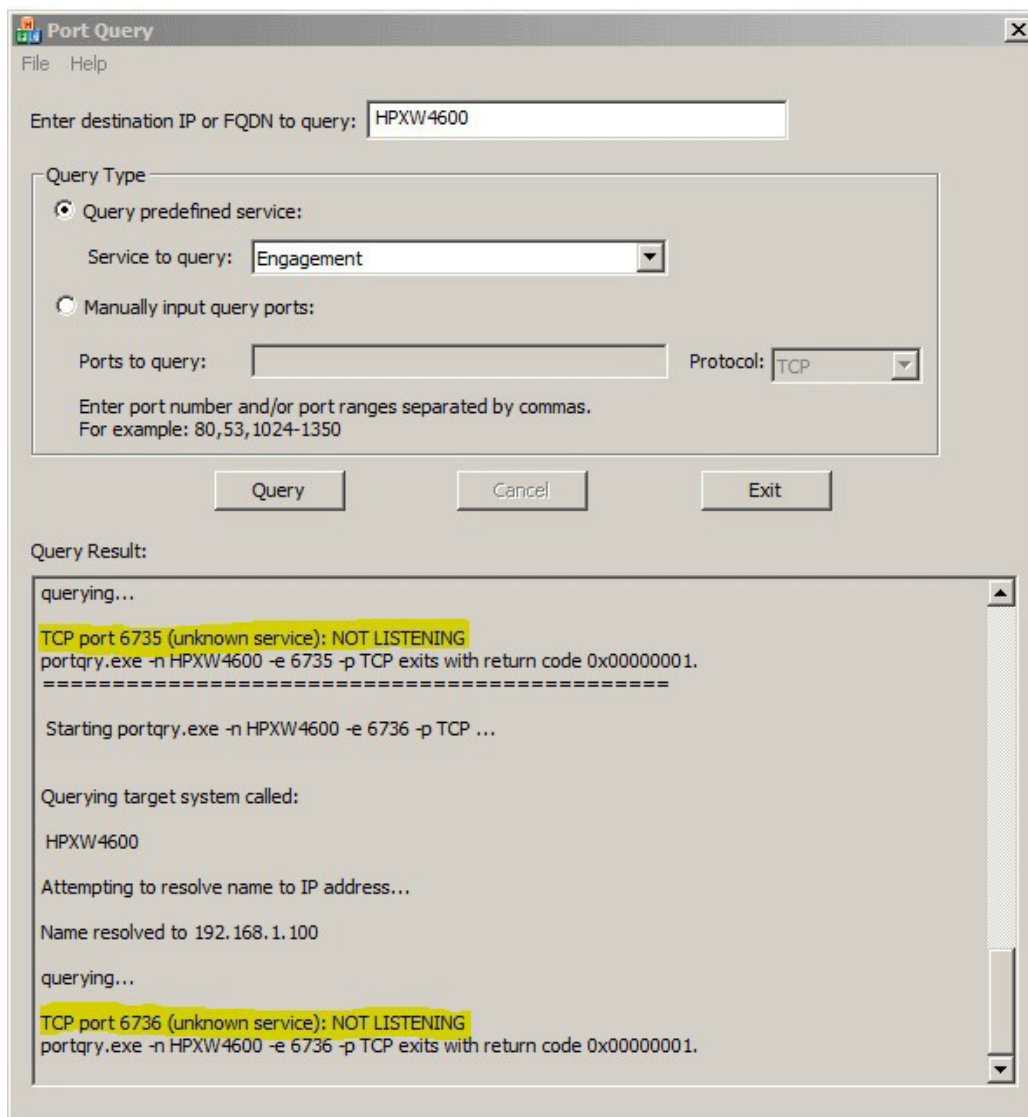 Port Query
File Help
Enter destination IP or FQDN to query: HPXW4600
Query Type
Query predefined service:
Service to query: Engagement
Manually input query ports:
Ports to query: Protocol: TCP
Enter port number and/or port ranges separated by commas.
For example: 80,53,1024-1350
Query Cancel Exit
Query Result:
querying...
TCP port 6735 (unknown service): NOT LISTENING
portqry.exe -n HPXW4600 -e 6735 -p TCP exits with return code 0x00000001.
=============================================
Starting portqry.exe -n HPXW4600 -e 6736 -p TCP ...
Querying target system called:
HPXW4600
Attempting to resolve name to IP address...
Name resolved to 192.168.1.100
querying...
TCP port 6736 (unknown service): NOT LISTENING
portqry.exe -n HPXW4600 -e 6736 -p TCP exits with return code 0x00000001.